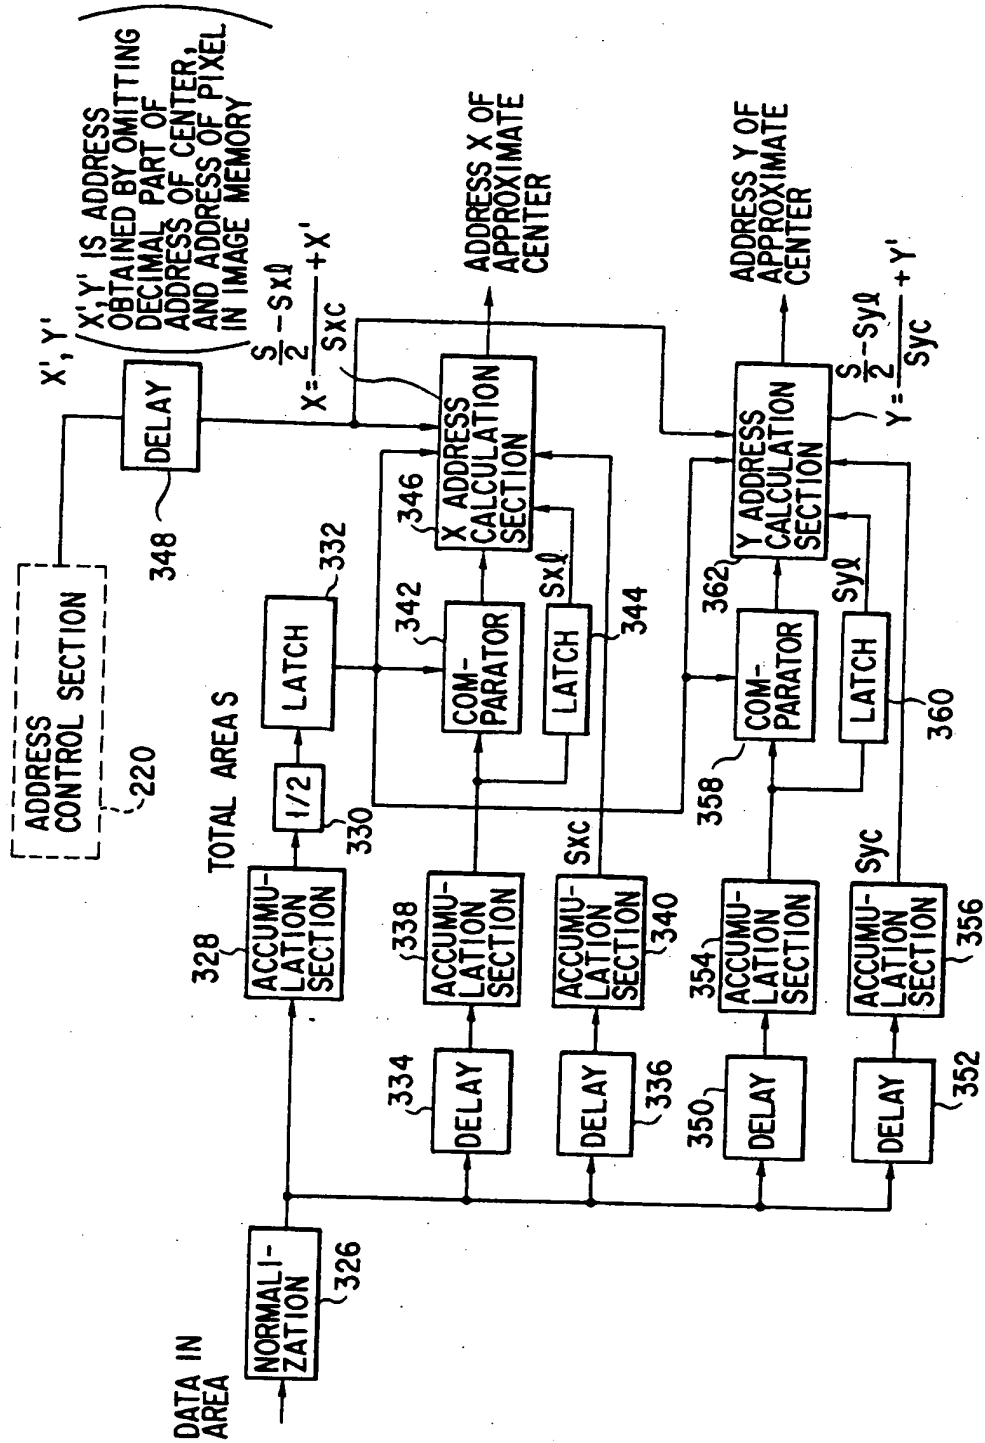 ADDRESS
CONTROL SECTION
220
X', Y'
X',Y' IS ADDRESS
OBTAINED BY OMITTING
DECIMAL PART OF
ADDRESS OF CENTER,
AND ADDRESS OF PIXEL
IN IMAGE MEMORY
DELAY
348
DATA IN
AREA
NORMALI-
ZATION
326
328
ACCUMU-
LATION
SECTION
TOTAL AREA S
1/2
330
LATCH
332
X= (S/2 - Sxℓ)/Sxc + X'
334
DELAY
338
ACCUMU-
LATION
SECTION
342
COM-
PARATOR
346
X ADDRESS
CALCULATION
SECTION
ADDRESS X OF
APPROXIMATE
CENTER
LATCH
344
Sxℓ
DELAY
336
ACCUMU-
LATION
SECTION
340
Sxc
350
DELAY
354
ACCUMU-
LATION
SECTION
358
COM-
PARATOR
362
Y ADDRESS
CALCULATION
SECTION
ADDRESS Y OF
APPROXIMATE
CENTER
LATCH
360
Syℓ
Y= (S/2 - Syℓ)/Syc + Y'
DELAY
352
ACCUMU-
LATION
SECTION
356
Syc